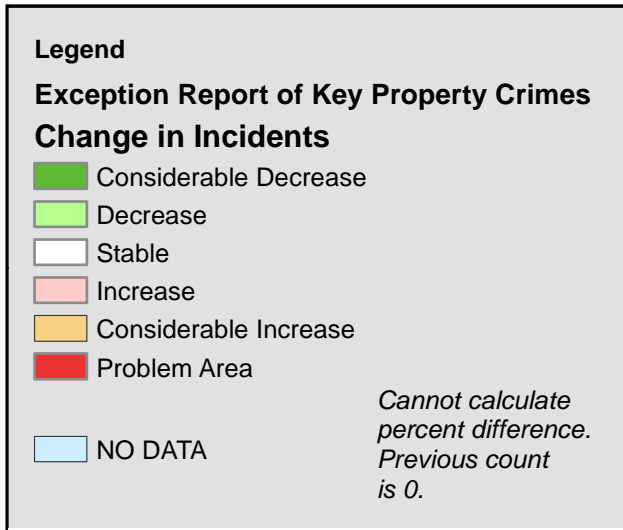 Legend
Exception Report of Key Property Crimes
Change in Incidents
Considerable Decrease
Decrease
Stable
Increase
Considerable Increase
Problem Area
NO DATA
Cannot calculate
percent difference.
Previous count
is 0.